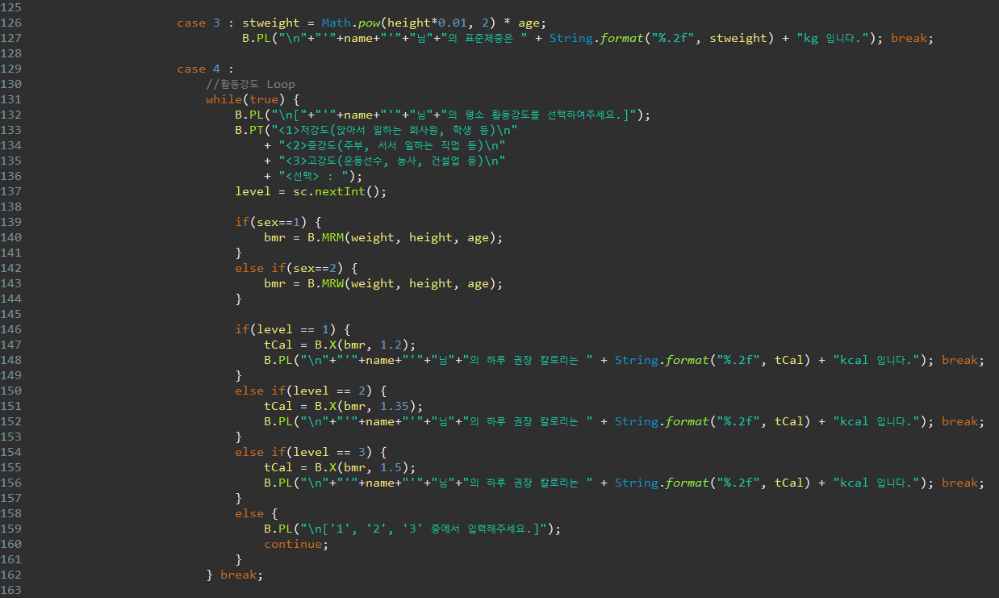 125
126 case 3 : stweight = Math.pow(height*0.01, 2) * age;
127 B.PL("\n"+"'"+name+"'"+"님"+"의 표준체중은 " + String.format("%.2f", stweight) + "kg 입니다."); break;
128
129 case 4 :
130 //활동강도 Loop
131 while(true) {
132 B.PL("\n["+"'"+name+"'"+"님"+"의 평소 활동강도를 선택하여주세요.]");
133 B.PT("<1>저강도(앉아서 일하는 회사원, 학생 등)\n"
134 + "<2>중강도(주부, 서서 일하는 직업 등)\n"
135 + "<3>고강도(운동선수, 농사, 건설업 등)\n"
136 + "<선택> : ");
137 level = sc.nextInt();
138
139 if(sex==1) {
140 bmr = B.MRM(weight, height, age);
141 }
142 else if(sex==2) {
143 bmr = B.MRW(weight, height, age);
144 }
145
146 if(level == 1) {
147 tCal = B.X(bmr, 1.2);
148 B.PL("\n"+"'"+name+"'"+"님"+"의 하루 권장 칼로리는 " + String.format("%.2f", tCal) + "kcal 입니다."); break;
149 }
150 else if(level == 2) {
151 tCal = B.X(bmr, 1.35);
152 B.PL("\n"+"'"+name+"'"+"님"+"의 하루 권장 칼로리는 " + String.format("%.2f", tCal) + "kcal 입니다."); break;
153 }
154 else if(level == 3) {
155 tCal = B.X(bmr, 1.5);
156 B.PL("\n"+"'"+name+"'"+"님"+"의 하루 권장 칼로리는 " + String.format("%.2f", tCal) + "kcal 입니다."); break;
157 }
158 else {
159 B.PL("\n['1', '2', '3' 중에서 입력해주세요.]");
160 continue;
161 }
162 } break;
163